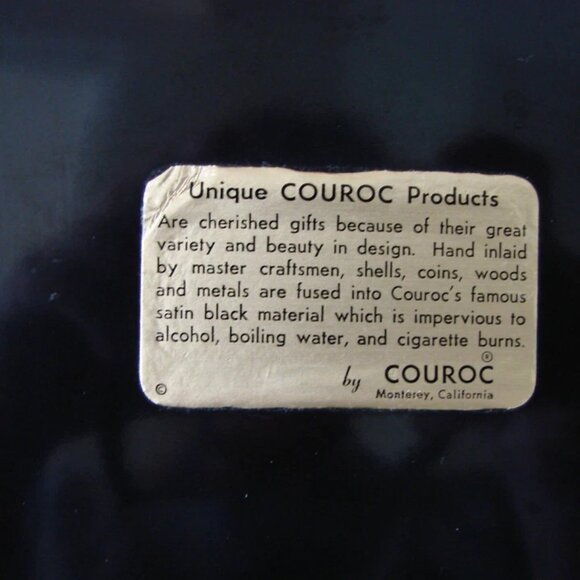 Unique COUROC Products
Are cherished gifts because of their great
variety and beauty in design. Hand inlaid
by master craftsmen, shells, coins, woods
and metals are fused into Couroc's famous
satin black material which is impervious to
alcohol, boiling water, and cigarette burns.
by COUROC®
© Monterey, California